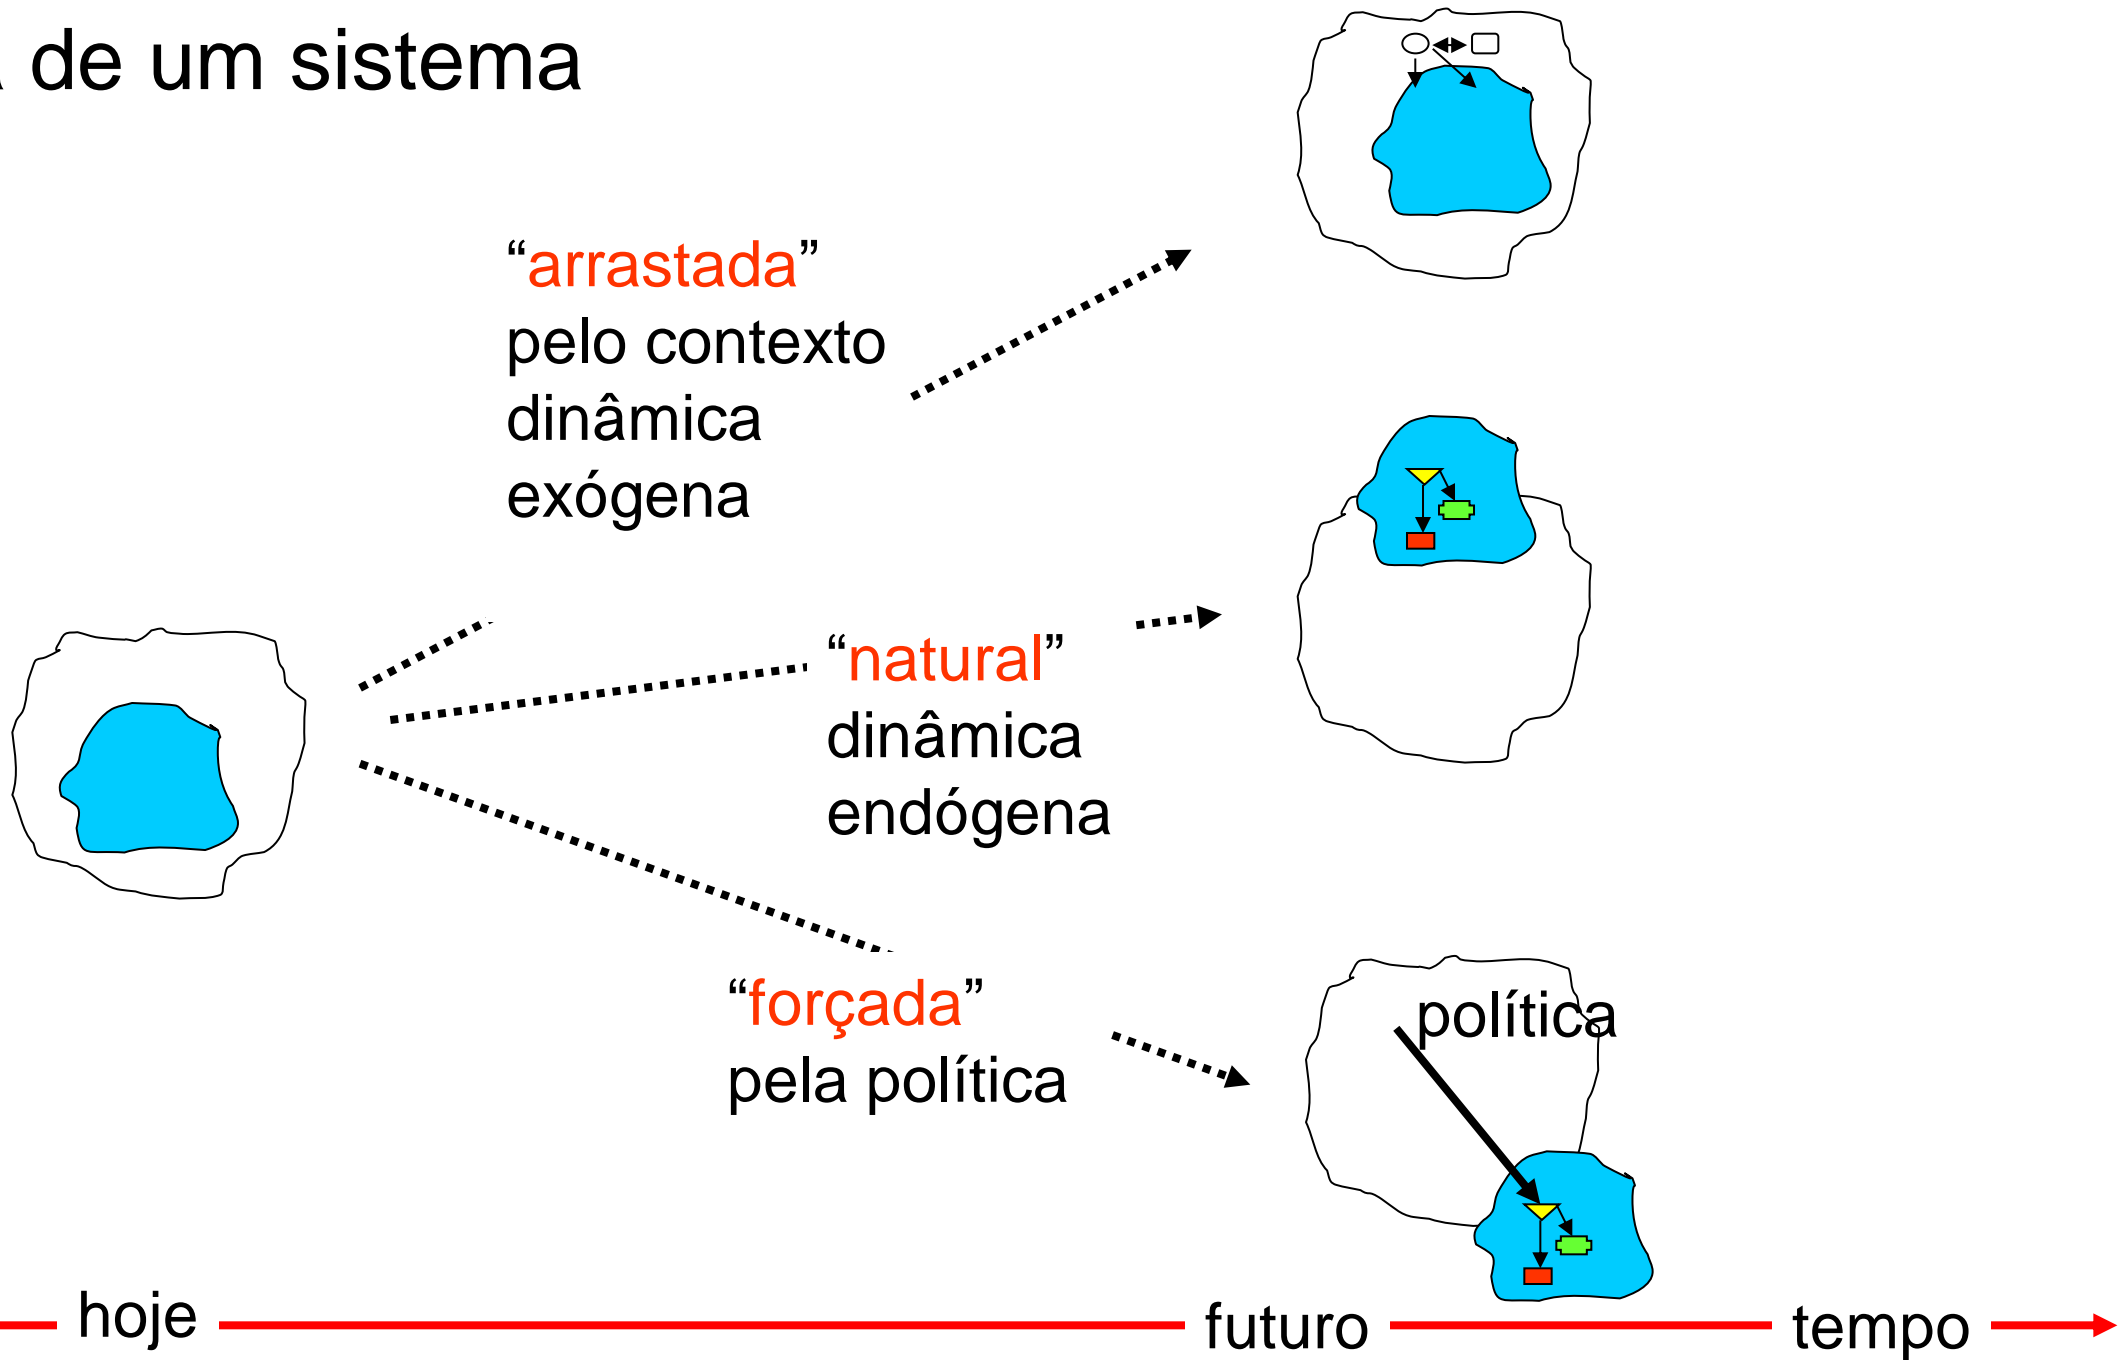 de um sistema
“arrastada”
pelo contexto
dinâmica
exógena
“natural”
dinâmica
endógena
“forçada”
pela política
política
hoje
futuro
tempo